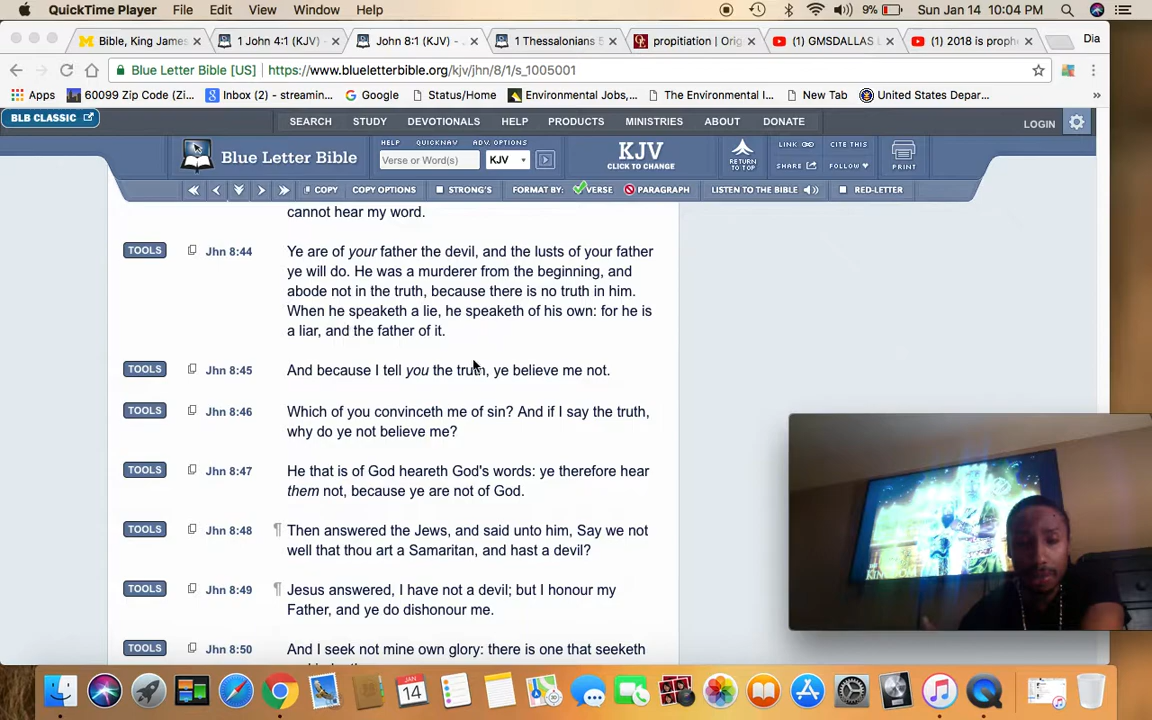 QuickTime Player File Edit View Window Help 9% Sun Jan 14 10:04 PM
Bible, King James
1 John 4:1 (KJV) -
John 8:1 (KJV) - .
1 Thessalonians 5
propitiation | Orig
(1) GMSDALLAS L
(1) 2018 is prophe
Dia
Blue Letter Bible [US] https://www.blueletterbible.org/kjv/jhn/8/1/s_1005001
Apps 60099 Zip Code (Zi... Inbox (2) - streamin... Google Status/Home Environmental Jobs,... The Environmental I... New Tab United States Depar... »
BLB CLASSIC
SEARCH STUDY DEVOTIONALS HELP PRODUCTS MINISTRIES ABOUT DONATE LOGIN
Blue Letter Bible
HELP QUICKNAV ADV. OPTIONS
Verse or Word(s) KJV
KJV
CLICK TO CHANGE
RETURN
TO TOP
LINK CITE THIS
SHARE FOLLOW
PRINT
COPY COPY OPTIONS STRONG'S FORMAT BY: VERSE PARAGRAPH LISTEN TO THE BIBLE RED-LETTER
cannot hear my word.
TOOLS Jhn 8:44 Ye are of your father the devil, and the lusts of your father
ye will do. He was a murderer from the beginning, and
abode not in the truth, because there is no truth in him.
When he speaketh a lie, he speaketh of his own: for he is
a liar, and the father of it.
TOOLS Jhn 8:45 And because I tell you the truth, ye believe me not.
TOOLS Jhn 8:46 Which of you convinceth me of sin? And if I say the truth,
why do ye not believe me?
TOOLS Jhn 8:47 He that is of God heareth God's words: ye therefore hear
them not, because ye are not of God.
TOOLS Jhn 8:48 ¶ Then answered the Jews, and said unto him, Say we not
well that thou art a Samaritan, and hast a devil?
TOOLS Jhn 8:49 ¶ Jesus answered, I have not a devil; but I honour my
Father, and ye do dishonour me.
TOOLS Jhn 8:50 And I seek not mine own glory: there is one that seeketh
JAN
14